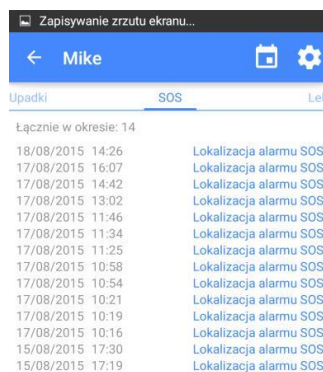 Zapisywanie zrzutu ekranu...
Mike
Upadki SOS Le
Łącznie w okresie: 14
18/08/2015 14:26 Lokalizacja alarmu SOS
17/08/2015 16:07 Lokalizacja alarmu SOS
17/08/2015 14:42 Lokalizacja alarmu SOS
17/08/2015 13:02 Lokalizacja alarmu SOS
17/08/2015 11:46 Lokalizacja alarmu SOS
17/08/2015 11:34 Lokalizacja alarmu SOS
17/08/2015 11:25 Lokalizacja alarmu SOS
17/08/2015 10:58 Lokalizacja alarmu SOS
17/08/2015 10:54 Lokalizacja alarmu SOS
17/08/2015 10:21 Lokalizacja alarmu SOS
17/08/2015 10:19 Lokalizacja alarmu SOS
17/08/2015 10:16 Lokalizacja alarmu SOS
15/08/2015 17:30 Lokalizacja alarmu SOS
15/08/2015 17:19 Lokalizacja alarmu SOS